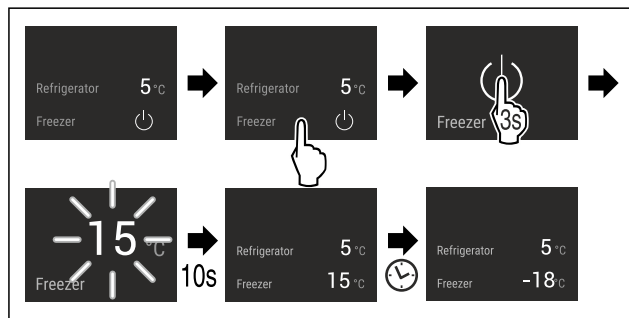 Refrigerator 5 °C
Freezer
Refrigerator 5 °C
Freezer
Freezer 3s
15 °C
Freezer
10s
Refrigerator 5 °C
Freezer 15 °C
Refrigerator 5 °C
Freezer -18°C